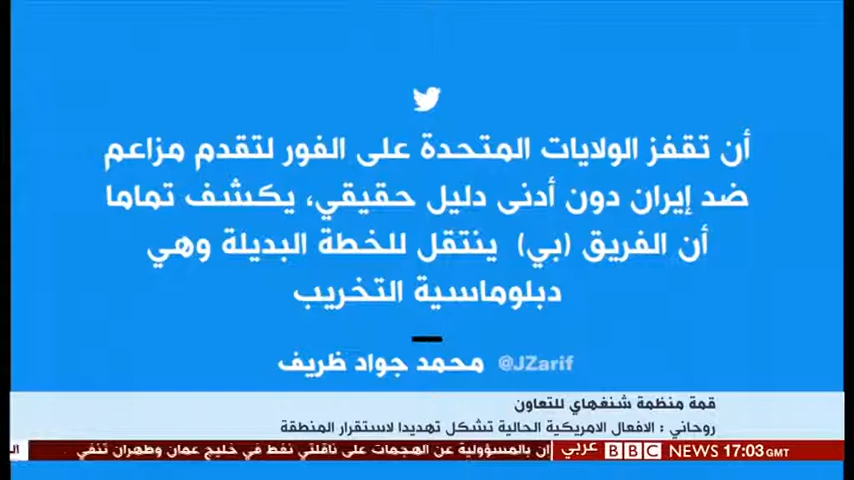 أن تقفز الولايات المتحدة على الفور لتقدم مزاعم
ضد إيران دون أدنى دليل حقيقي، يكشف تماما
أن الفريق (بي) ينتقل للخطة البديلة وهي
دبلوماسية التخريب
محمد جواد ظريف @JZarif
قمة منظمة شنغهاي للتعاون
روحاني : الافعال الامريكية الحالية تشكل تهديدا لاستقرار المنطقة
ان بالمسؤولية عن الهجمات على ناقلتي نفط في خليج عمان وطهران تنفي
عربي BBC NEWS 17:03 GMT